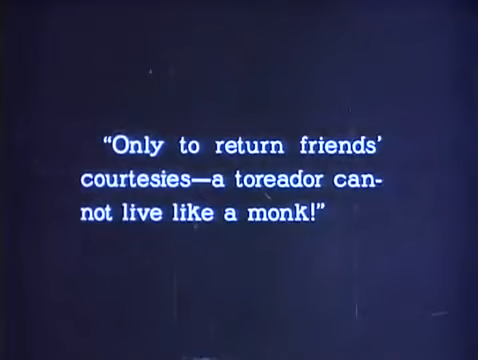 “Only to return friends’
courtesies—a toreador can-
not live like a monk!”